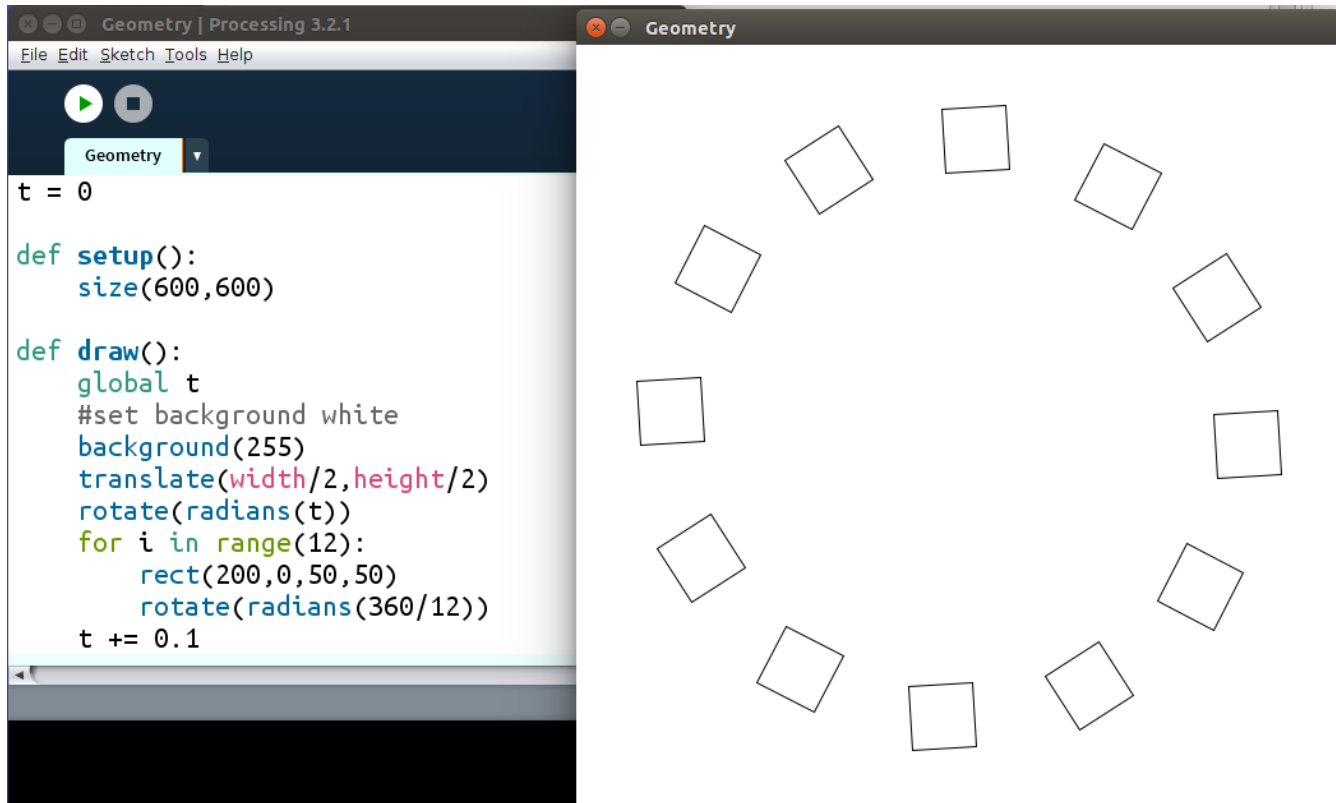 Geometry | Processing 3.2.1
File Edit Sketch Tools Help
Geometry
t = 0
def setup():
    size(600,600)
def draw():
    global t
    #set background white
    background(255)
    translate(width/2,height/2)
    rotate(radians(t))
    for i in range(12):
        rect(200,0,50,50)
        rotate(radians(360/12))
    t += 0.1
Geometry